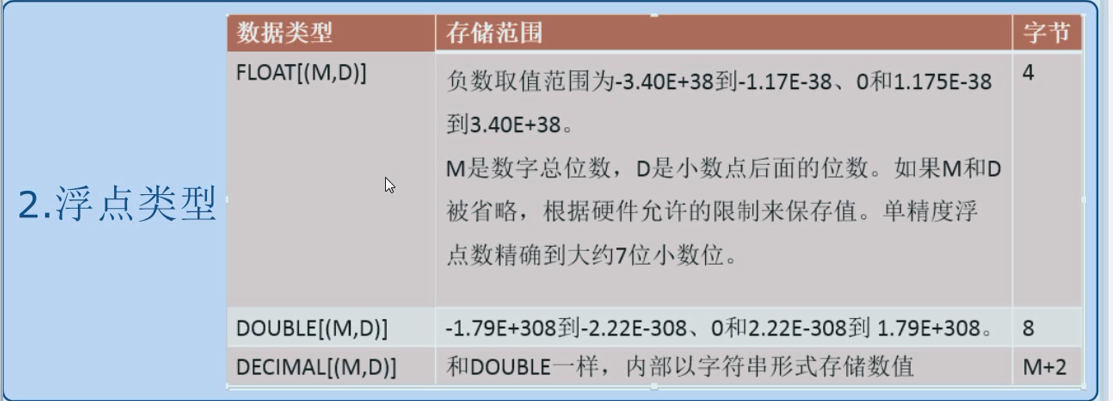 2.浮点类型
数据类型 存储范围 字节
FLOAT[(M,D)] 负数取值范围为-3.40E+38到-1.17E-38、0和1.175E-38 4
到3.40E+38。
M是数字总位数，D是小数点后面的位数。如果M和D
被省略，根据硬件允许的限制来保存值。单精度浮
点数精确到大约7位小数位。
DOUBLE[(M,D)] -1.79E+308到-2.22E-308、0和2.22E-308到 1.79E+308。 8
DECIMAL[(M,D)] 和DOUBLE一样，内部以字符串形式存储数值 M+2